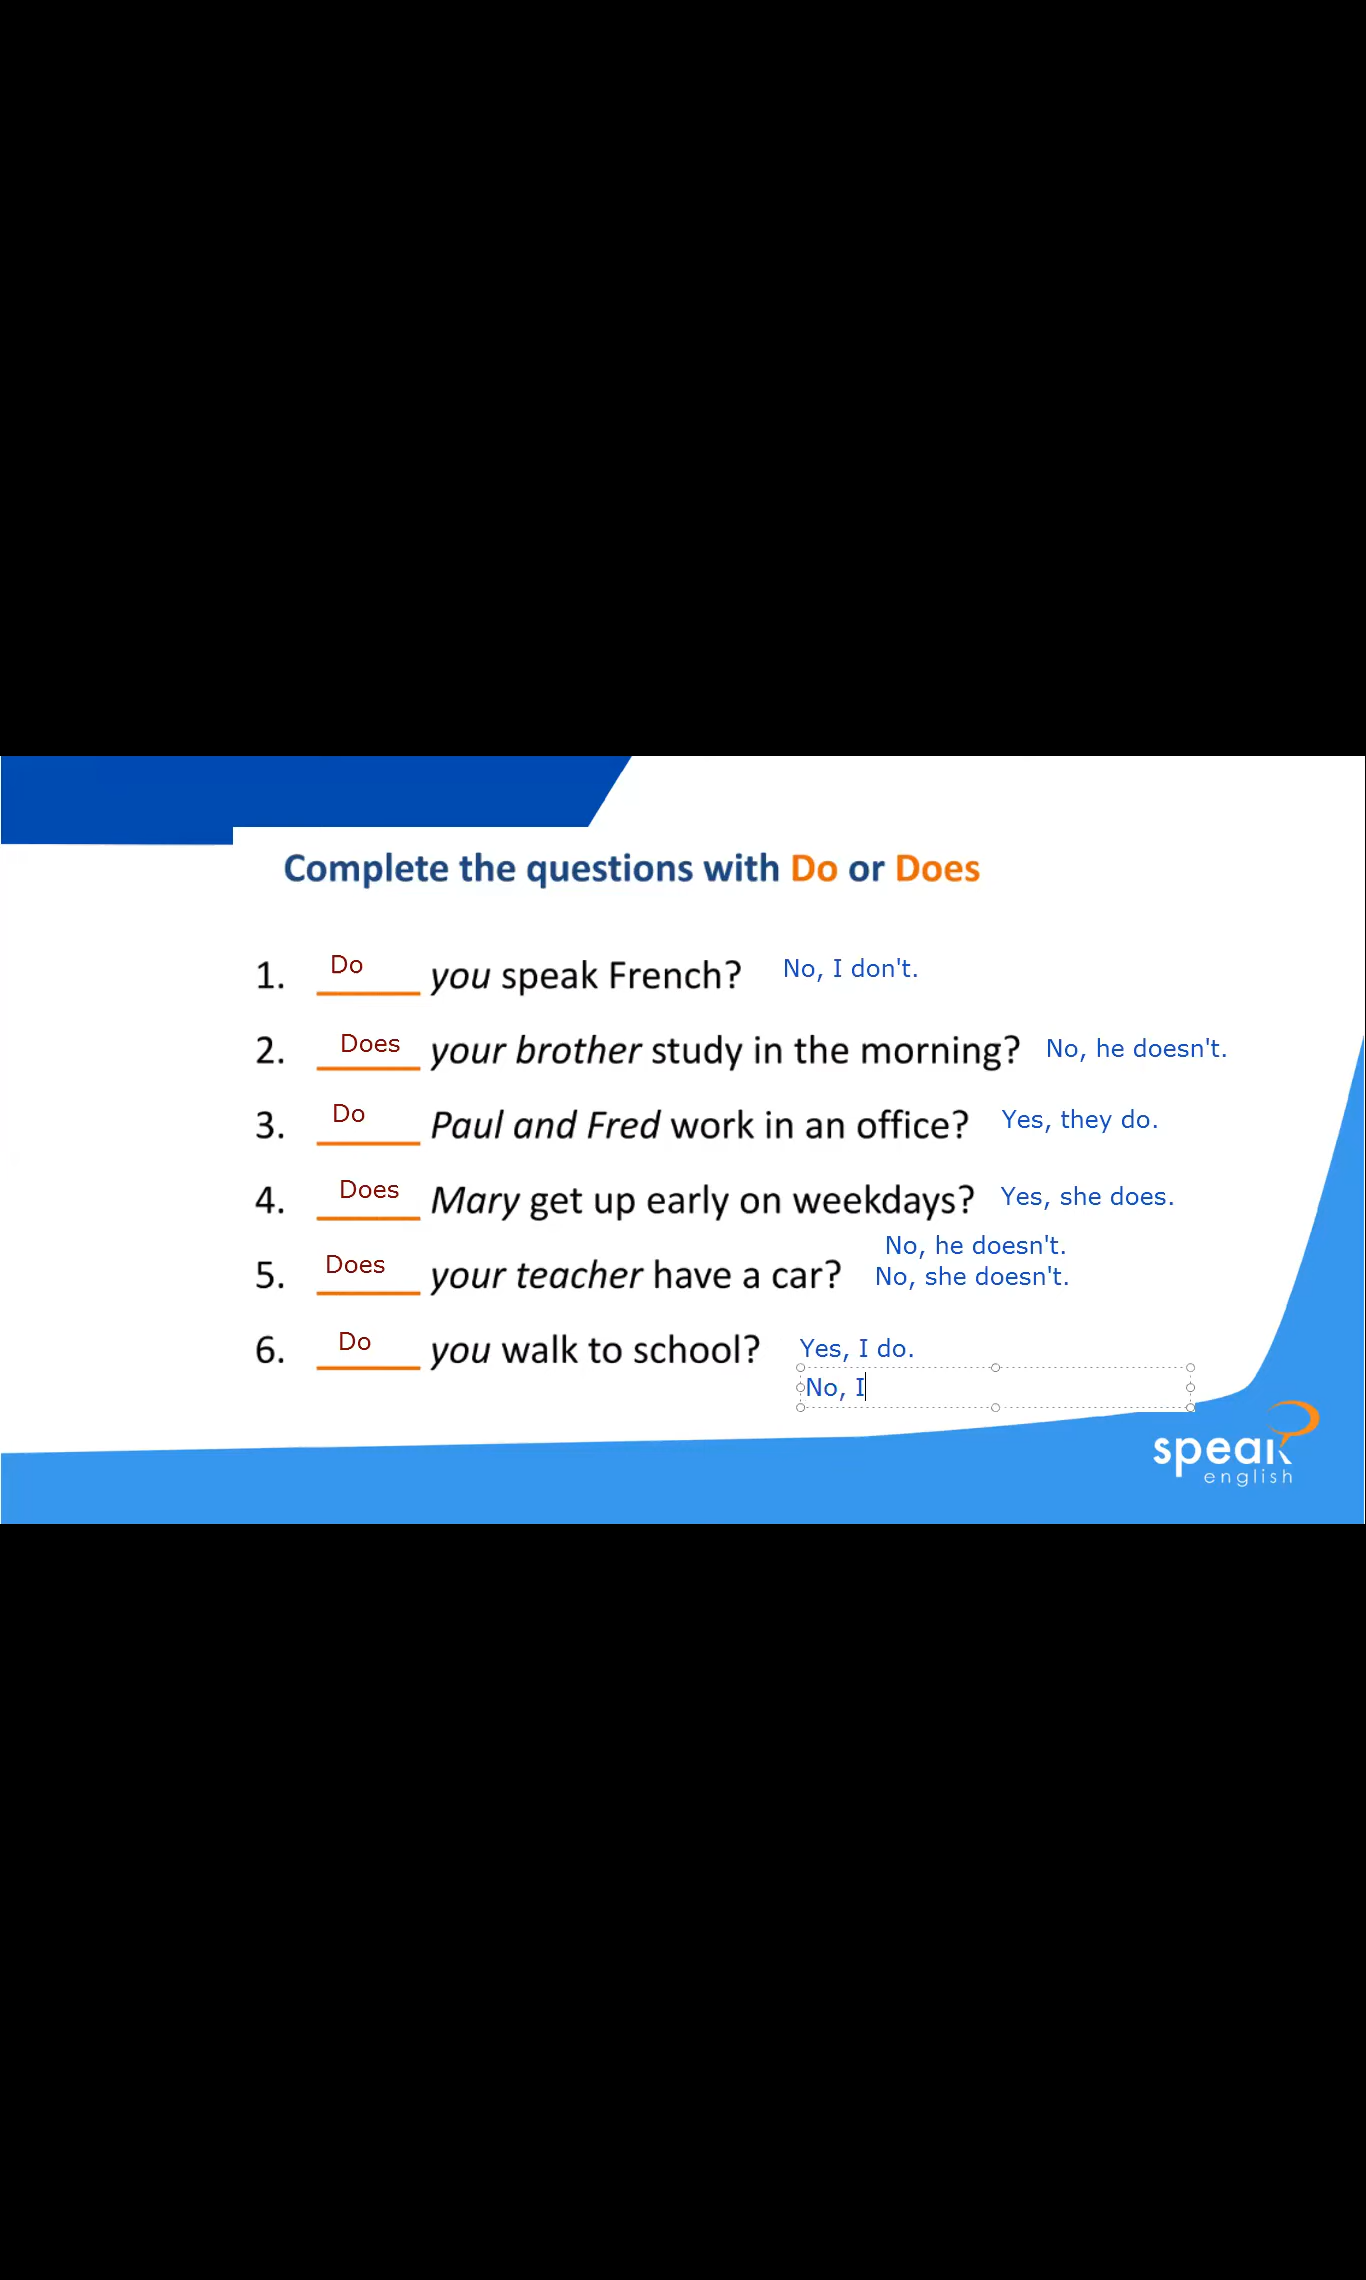 Complete the questions with Do or Does
1. Do you speak French? No, I don't.
2. Does your brother study in the morning? No, he doesn't.
3. Do Paul and Fred work in an office? Yes, they do.
4. Does Mary get up early on weekdays? Yes, she does.
No, he doesn't.
5. Does your teacher have a car? No, she doesn't.
6. Do you walk to school? Yes, I do.
No, I
speak
english